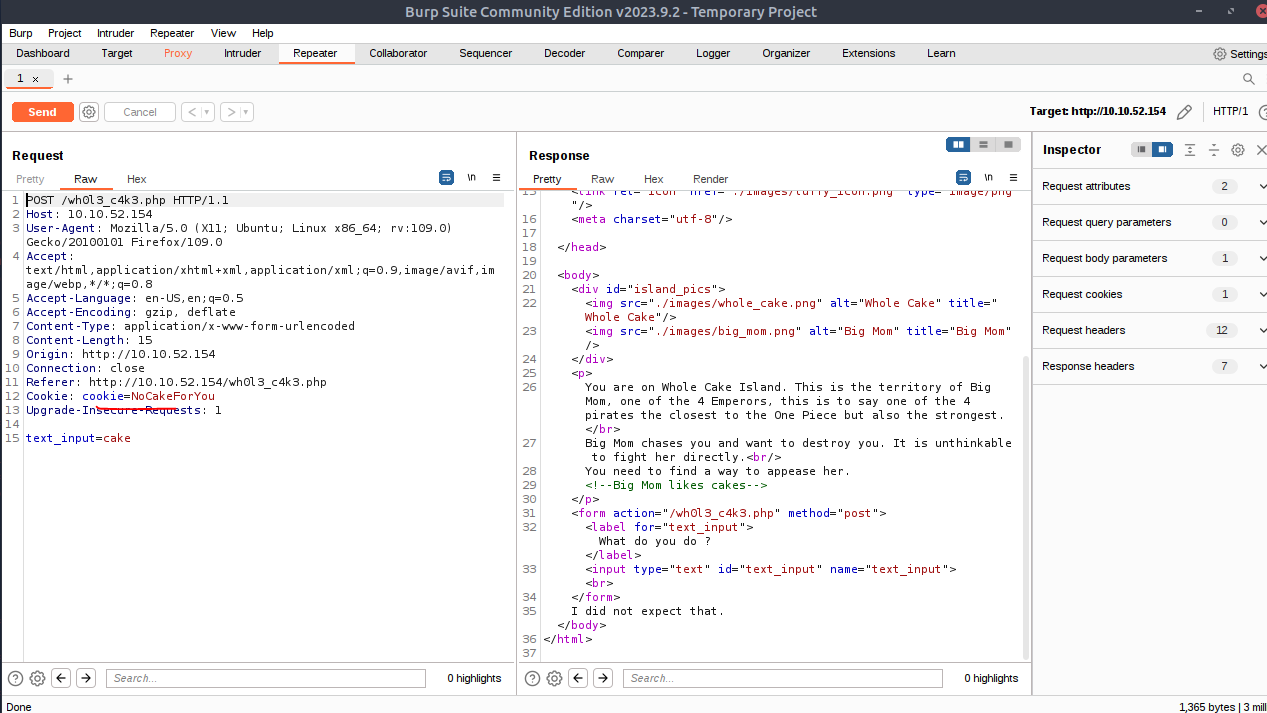 Burp Suite Community Edition v2023.9.2 - Temporary Project
Burp Project Intruder Repeater View Help
Dashboard Target Proxy Intruder Repeater Collaborator Sequencer Decoder Comparer Logger Organizer Extensions Learn Settings
1 × +
Send Cancel < >
Target: http://10.10.52.154 HTTP/1 ?
Request
Pretty Raw Hex \n
1 POST /wh0l3_c4k3.php HTTP/1.1
2 Host: 10.10.52.154
3 User-Agent: Mozilla/5.0 (X11; Ubuntu; Linux x86_64; rv:109.0)
Gecko/20100101 Firefox/109.0
4 Accept:
text/html,application/xhtml+xml,application/xml;q=0.9,image/avif,im
age/webp,*/*;q=0.8
5 Accept-Language: en-US,en;q=0.5
6 Accept-Encoding: gzip, deflate
7 Content-Type: application/x-www-form-urlencoded
8 Content-Length: 15
9 Origin: http://10.10.52.154
10 Connection: close
11 Referer: http://10.10.52.154/wh0l3_c4k3.php
12 Cookie: cookie=NoCakeForYou
13 Upgrade-Insecure-Requests: 1
14
15 text_input=cake
? Search... 0 highlights
Response
Pretty Raw Hex Render \n
15 <link rel="icon" href="./images/luffy_icon.png" type="image/png
"/>
16 <meta charset="utf-8"/>
17
18 </head>
19
20 <body>
21 <div id="island_pics">
22 <img src="./images/whole_cake.png" alt="Whole Cake" title="
Whole Cake"/>
23 <img src="./images/big_mom.png" alt="Big Mom" title="Big Mom"
/>
24 </div>
25 <p>
26 You are on Whole Cake Island. This is the territory of Big
Mom, one of the 4 Emperors, this is to say one of the 4
pirates the closest to the One Piece but also the strongest.
</br>
27 Big Mom chases you and want to destroy you. It is unthinkable
to fight her directly.<br/>
28 You need to find a way to appease her.
29 <!--Big Mom likes cakes-->
30 </p>
31 <form action="/wh0l3_c4k3.php" method="post">
32 <label for="text_input">
What do you do ?
</label>
33 <input type="text" id="text_input" name="text_input">
<br>
34 </form>
35 I did not expect that.
</body>
36 </html>
37
? Search... 0 highlights
Inspector
Request attributes 2
Request query parameters 0
Request body parameters 1
Request cookies 1
Request headers 12
Response headers 7
Done 1,365 bytes | 3 mill